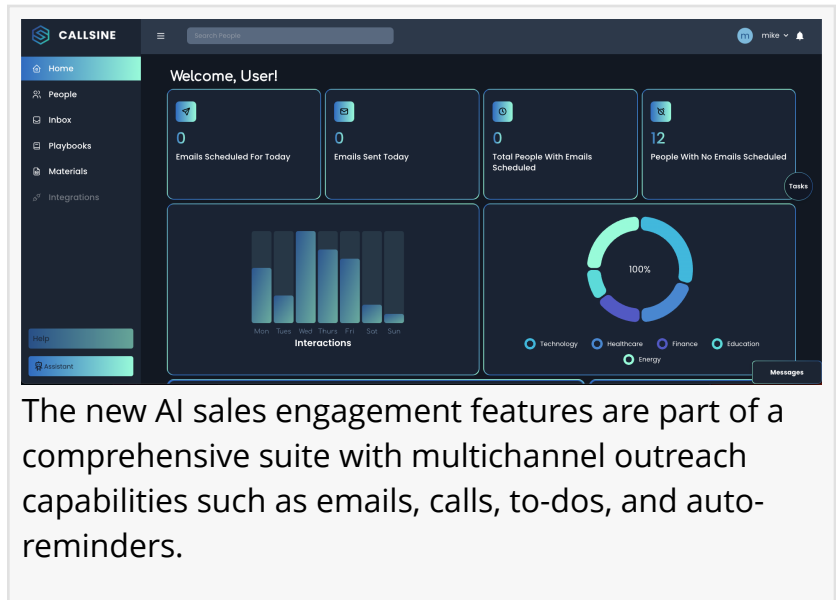 CALLSINE
Search People
m
mike
Home
People
Inbox
Playbooks
Materials
Integrations
Help
Assistant
Welcome, User!
0
Emails Scheduled For Today
0
Emails Sent Today
0
Total People With Emails
Scheduled
12
People With No Emails Scheduled
Tasks
Mon Tues Wed Thurs Fri Sat Sun
Interactions
100%
Technology Healthcare Finance Education
Energy
Messages
The new AI sales engagement features are part of a
comprehensive suite with multichannel outreach
capabilities such as emails, calls, to-dos, and auto-
reminders.